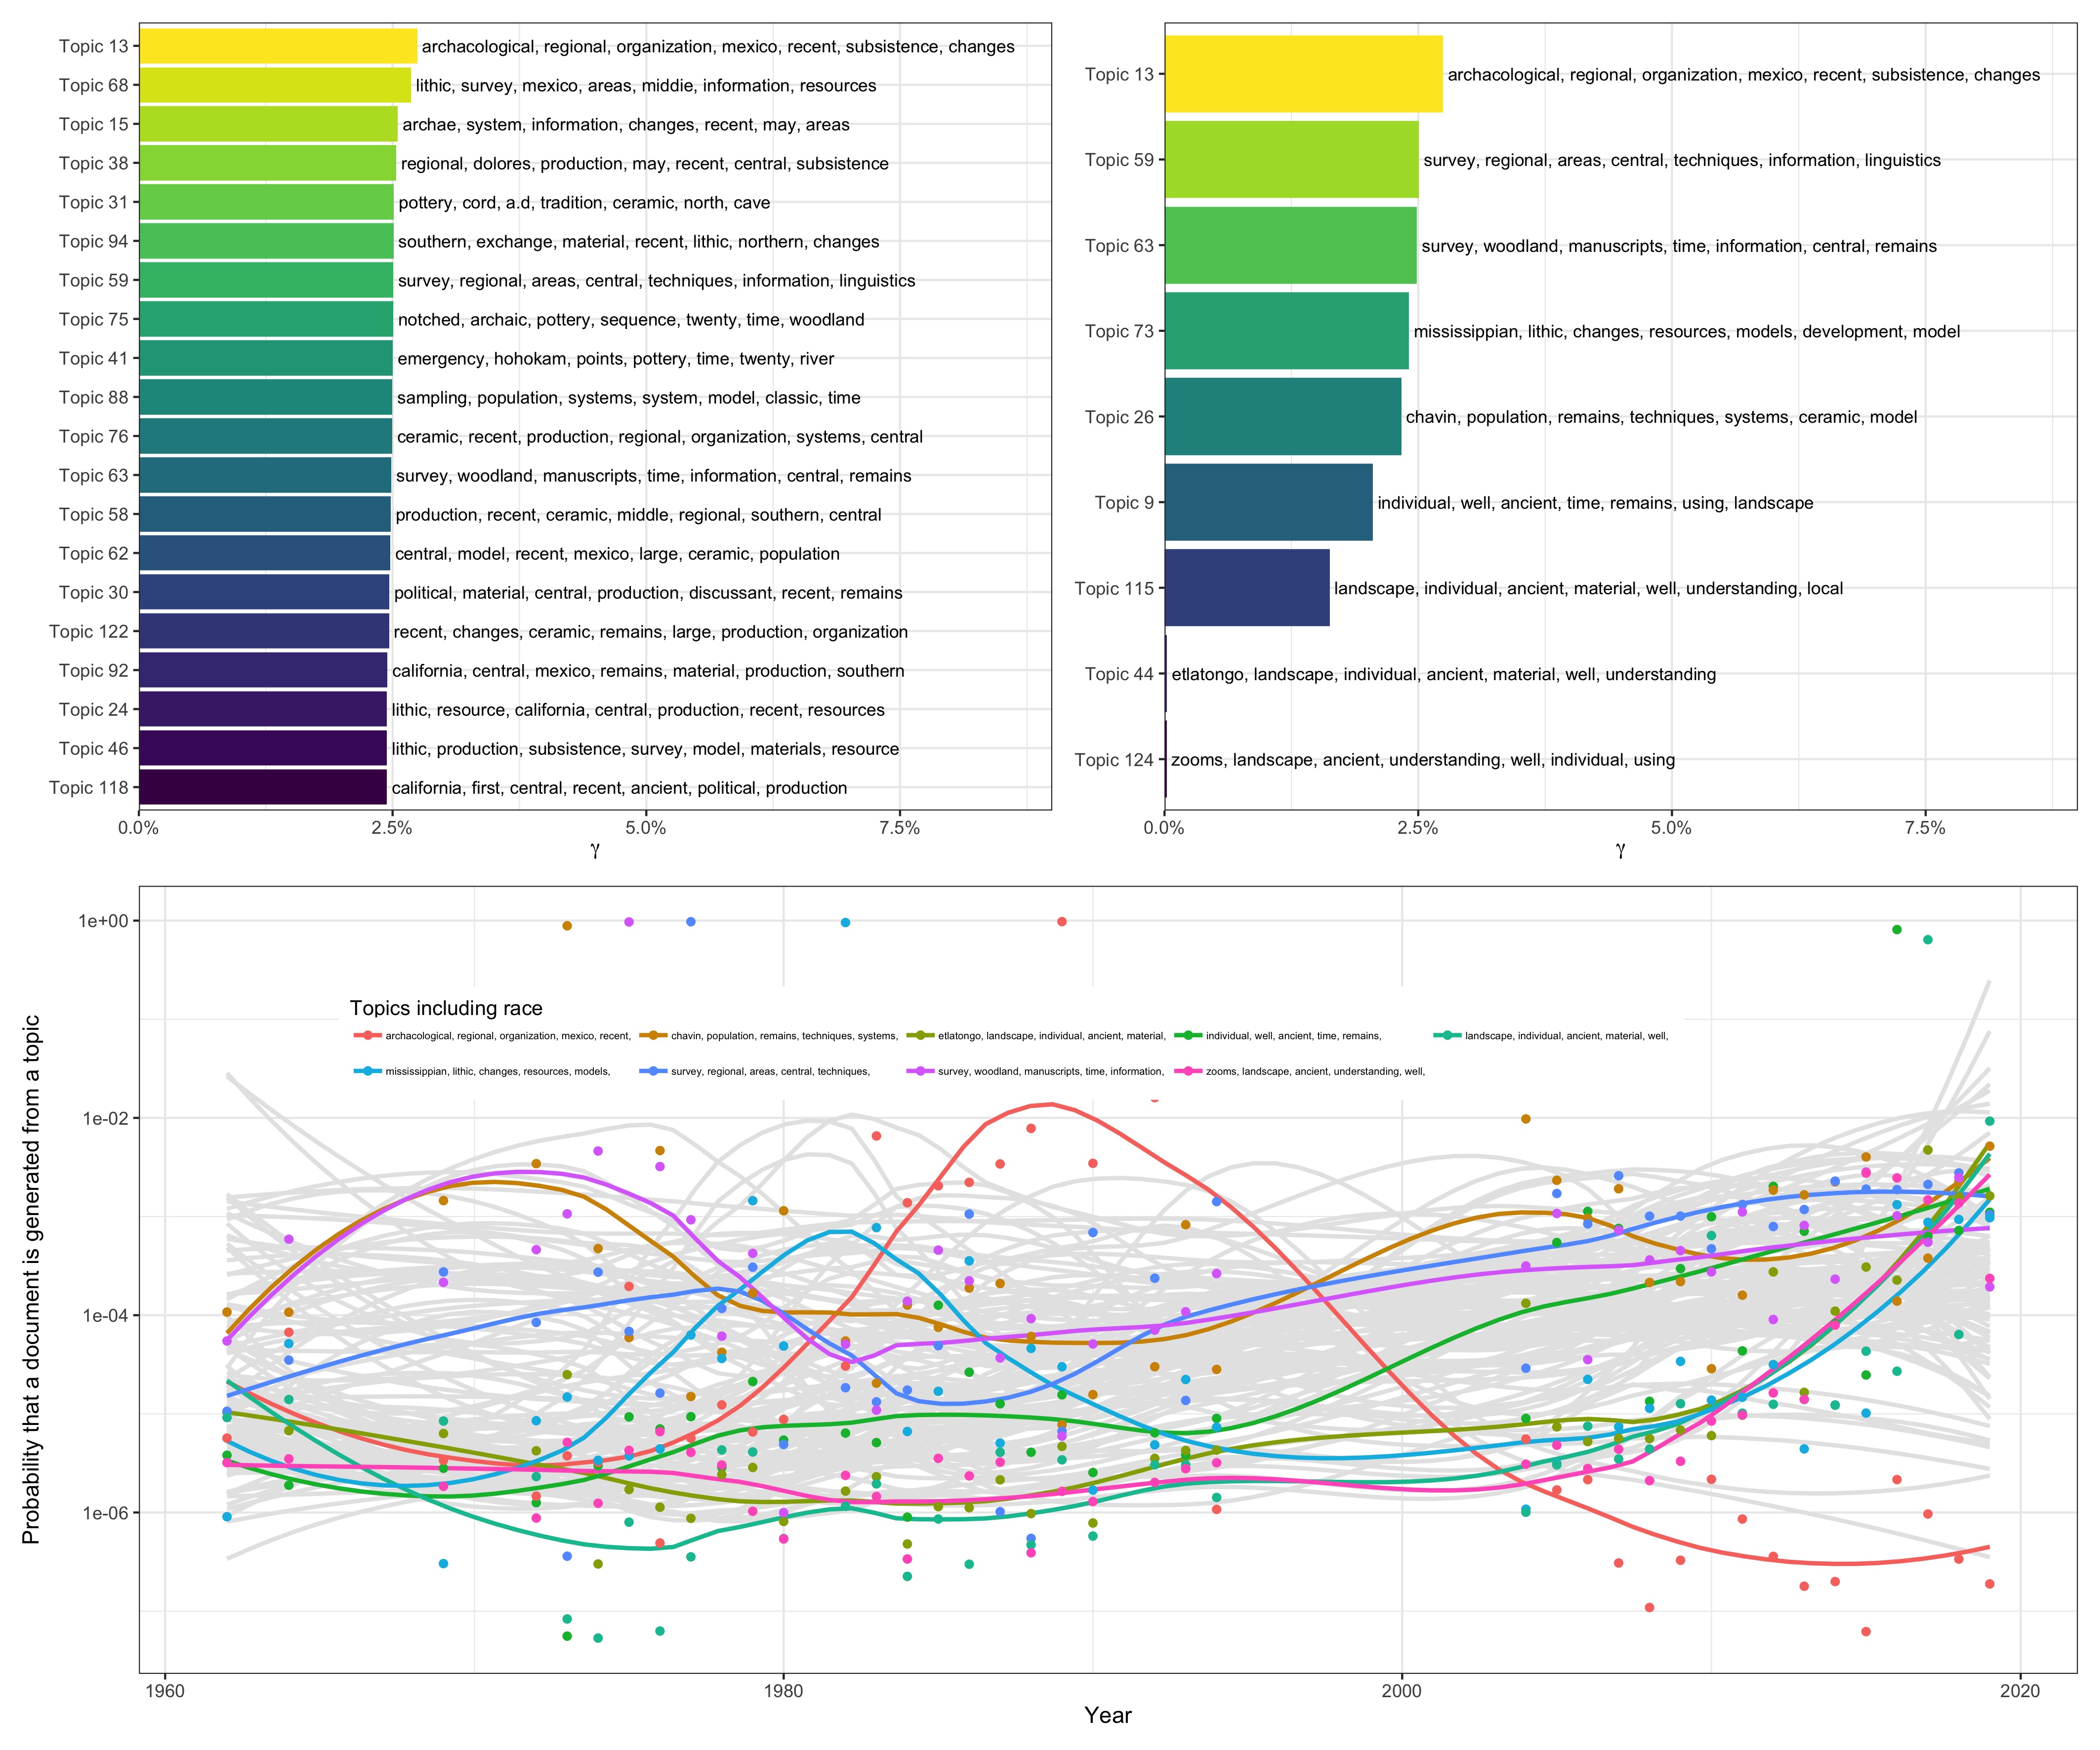 Topic 13 archacological, regional, organization, mexico, recent, subsistence, changes
Topic 68 lithic, survey, mexico, areas, middie, information, resources
Topic 15 archae, system, information, changes, recent, may, areas
Topic 38 regional, dolores, production, may, recent, central, subsistence
Topic 31 pottery, cord, a.d, tradition, ceramic, north, cave
Topic 94 southern, exchange, material, recent, lithic, northern, changes
Topic 59 survey, regional, areas, central, techniques, information, linguistics
Topic 75 notched, archaic, pottery, sequence, twenty, time, woodland
Topic 41 emergency, hohokam, points, pottery, time, twenty, river
Topic 88 sampling, population, systems, system, model, classic, time
Topic 76 ceramic, recent, production, regional, organization, systems, central
Topic 63 survey, woodland, manuscripts, time, information, central, remains
Topic 58 production, recent, ceramic, middle, regional, southern, central
Topic 62 central, model, recent, mexico, large, ceramic, population
Topic 30 political, material, central, production, discussant, recent, remains
Topic 122 recent, changes, ceramic, remains, large, production, organization
Topic 92 california, central, mexico, remains, material, production, southern
Topic 24 lithic, resource, california, central, production, recent, resources
Topic 46 lithic, production, subsistence, survey, model, materials, resource
Topic 118 california, first, central, recent, ancient, political, production
0.0% 2.5% 5.0% 7.5%
γ
Topic 13 archacological, regional, organization, mexico, recent, subsistence, changes
Topic 59 survey, regional, areas, central, techniques, information, linguistics
Topic 63 survey, woodland, manuscripts, time, information, central, remains
Topic 73 mississippian, lithic, changes, resources, models, development, model
Topic 26 chavin, population, remains, techniques, systems, ceramic, model
Topic 9 individual, well, ancient, time, remains, using, landscape
Topic 115 landscape, individual, ancient, material, well, understanding, local
Topic 44 etlatongo, landscape, individual, ancient, material, well, understanding
Topic 124 zooms, landscape, ancient, understanding, well, individual, using
0.0% 2.5% 5.0% 7.5%
γ
Probability that a document is generated from a topic
1e+00
1e-02
1e-04
1e-06
Topics including race
archacological, regional, organization, mexico, recent, chavin, population, remains, techniques, systems, etlatongo, landscape, individual, ancient, material, individual, well, ancient, time, remains, landscape, individual, ancient, material, well,
mississippian, lithic, changes, resources, models, survey, regional, areas, central, techniques, survey, woodland, manuscripts, time, information, zooms, landscape, ancient, understanding, well,
1960 1980 2000 2020
Year